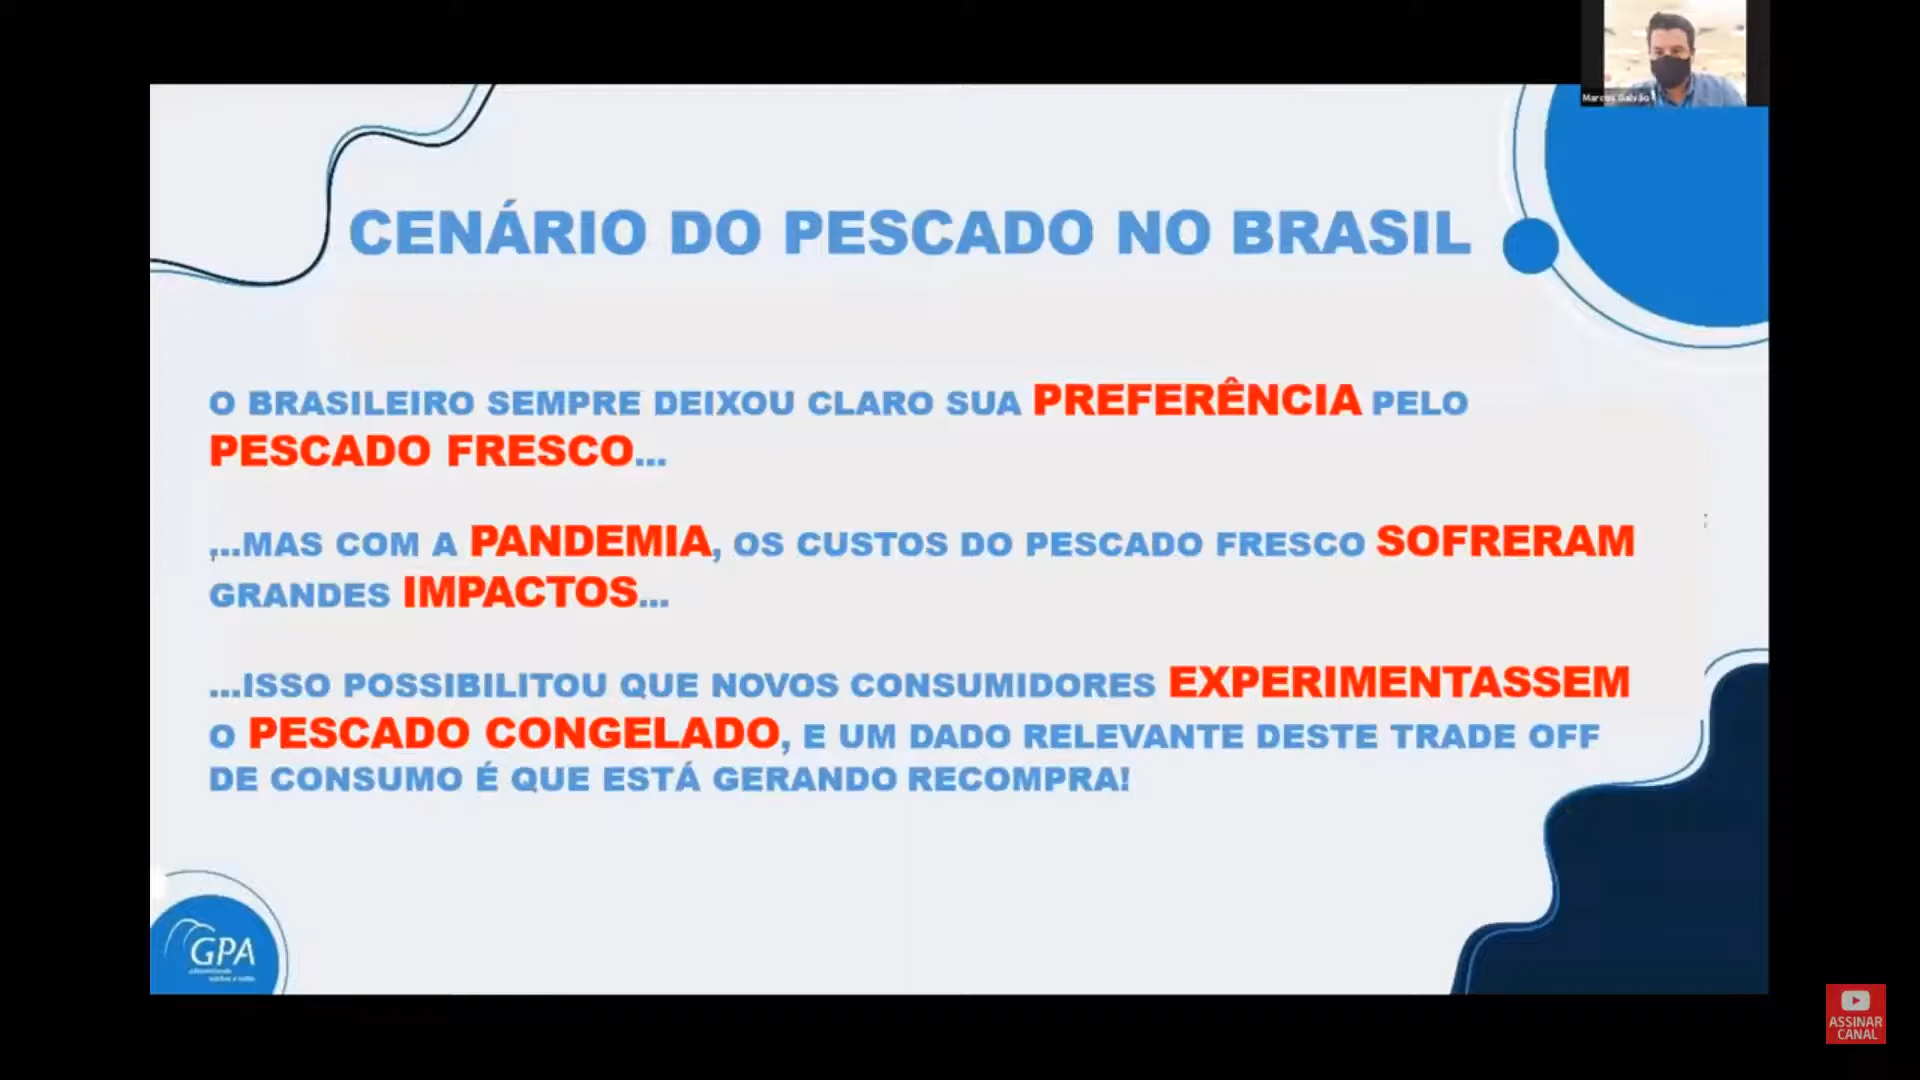 Marcos Galvão
CENÁRIO DO PESCADO NO BRASIL
O BRASILEIRO SEMPRE DEIXOU CLARO SUA PREFERÊNCIA PELO
PESCADO FRESCO...
,..MAS COM A PANDEMIA, OS CUSTOS DO PESCADO FRESCO SOFRERAM
GRANDES IMPACTOS...
...ISSO POSSIBILITOU QUE NOVOS CONSUMIDORES EXPERIMENTASSEM
O PESCADO CONGELADO, E UM DADO RELEVANTE DESTE TRADE OFF
DE CONSUMO É QUE ESTÁ GERANDO RECOMPRA!
GPA
ASSINAR
CANAL